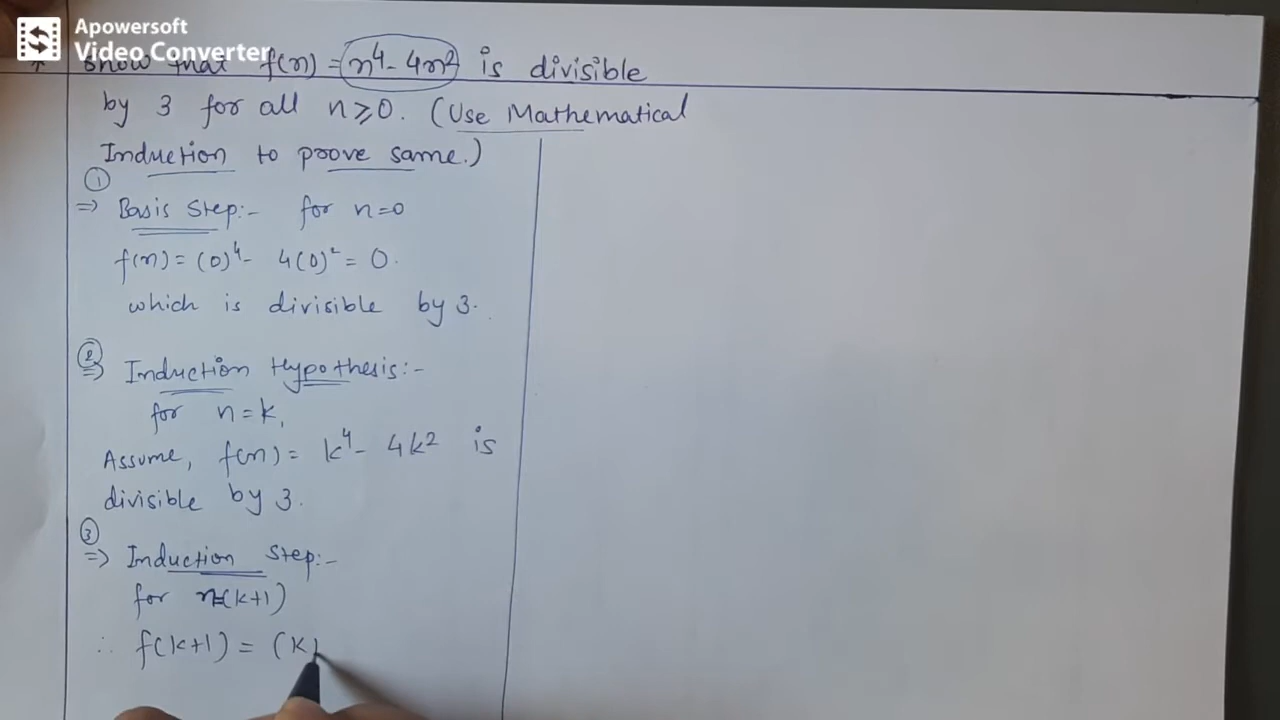 Apowersoft
Video Converter
Show that f(n) = n⁴ - 4n² is divisible
by 3 for all n ≥ 0. (Use Mathematical
Induction to prove same.)
①
⇒ Basis Step:- for n=0
f(n) = (0)⁴ - 4(0)² = 0.
which is divisible by 3.
②
⇒ Induction Hypothesis:-
for n=k,
Assume, f(n) = k⁴ - 4k² is
divisible by 3.
③
⇒ Induction Step:-
for n=(k+1)
∴ f(k+1) = (k